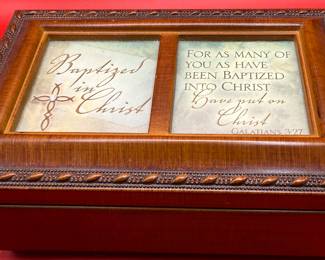 Baptized
in
Christ
For as many of
you as have
been Baptized
into Christ
Have put on
Christ
Galatians 3:27